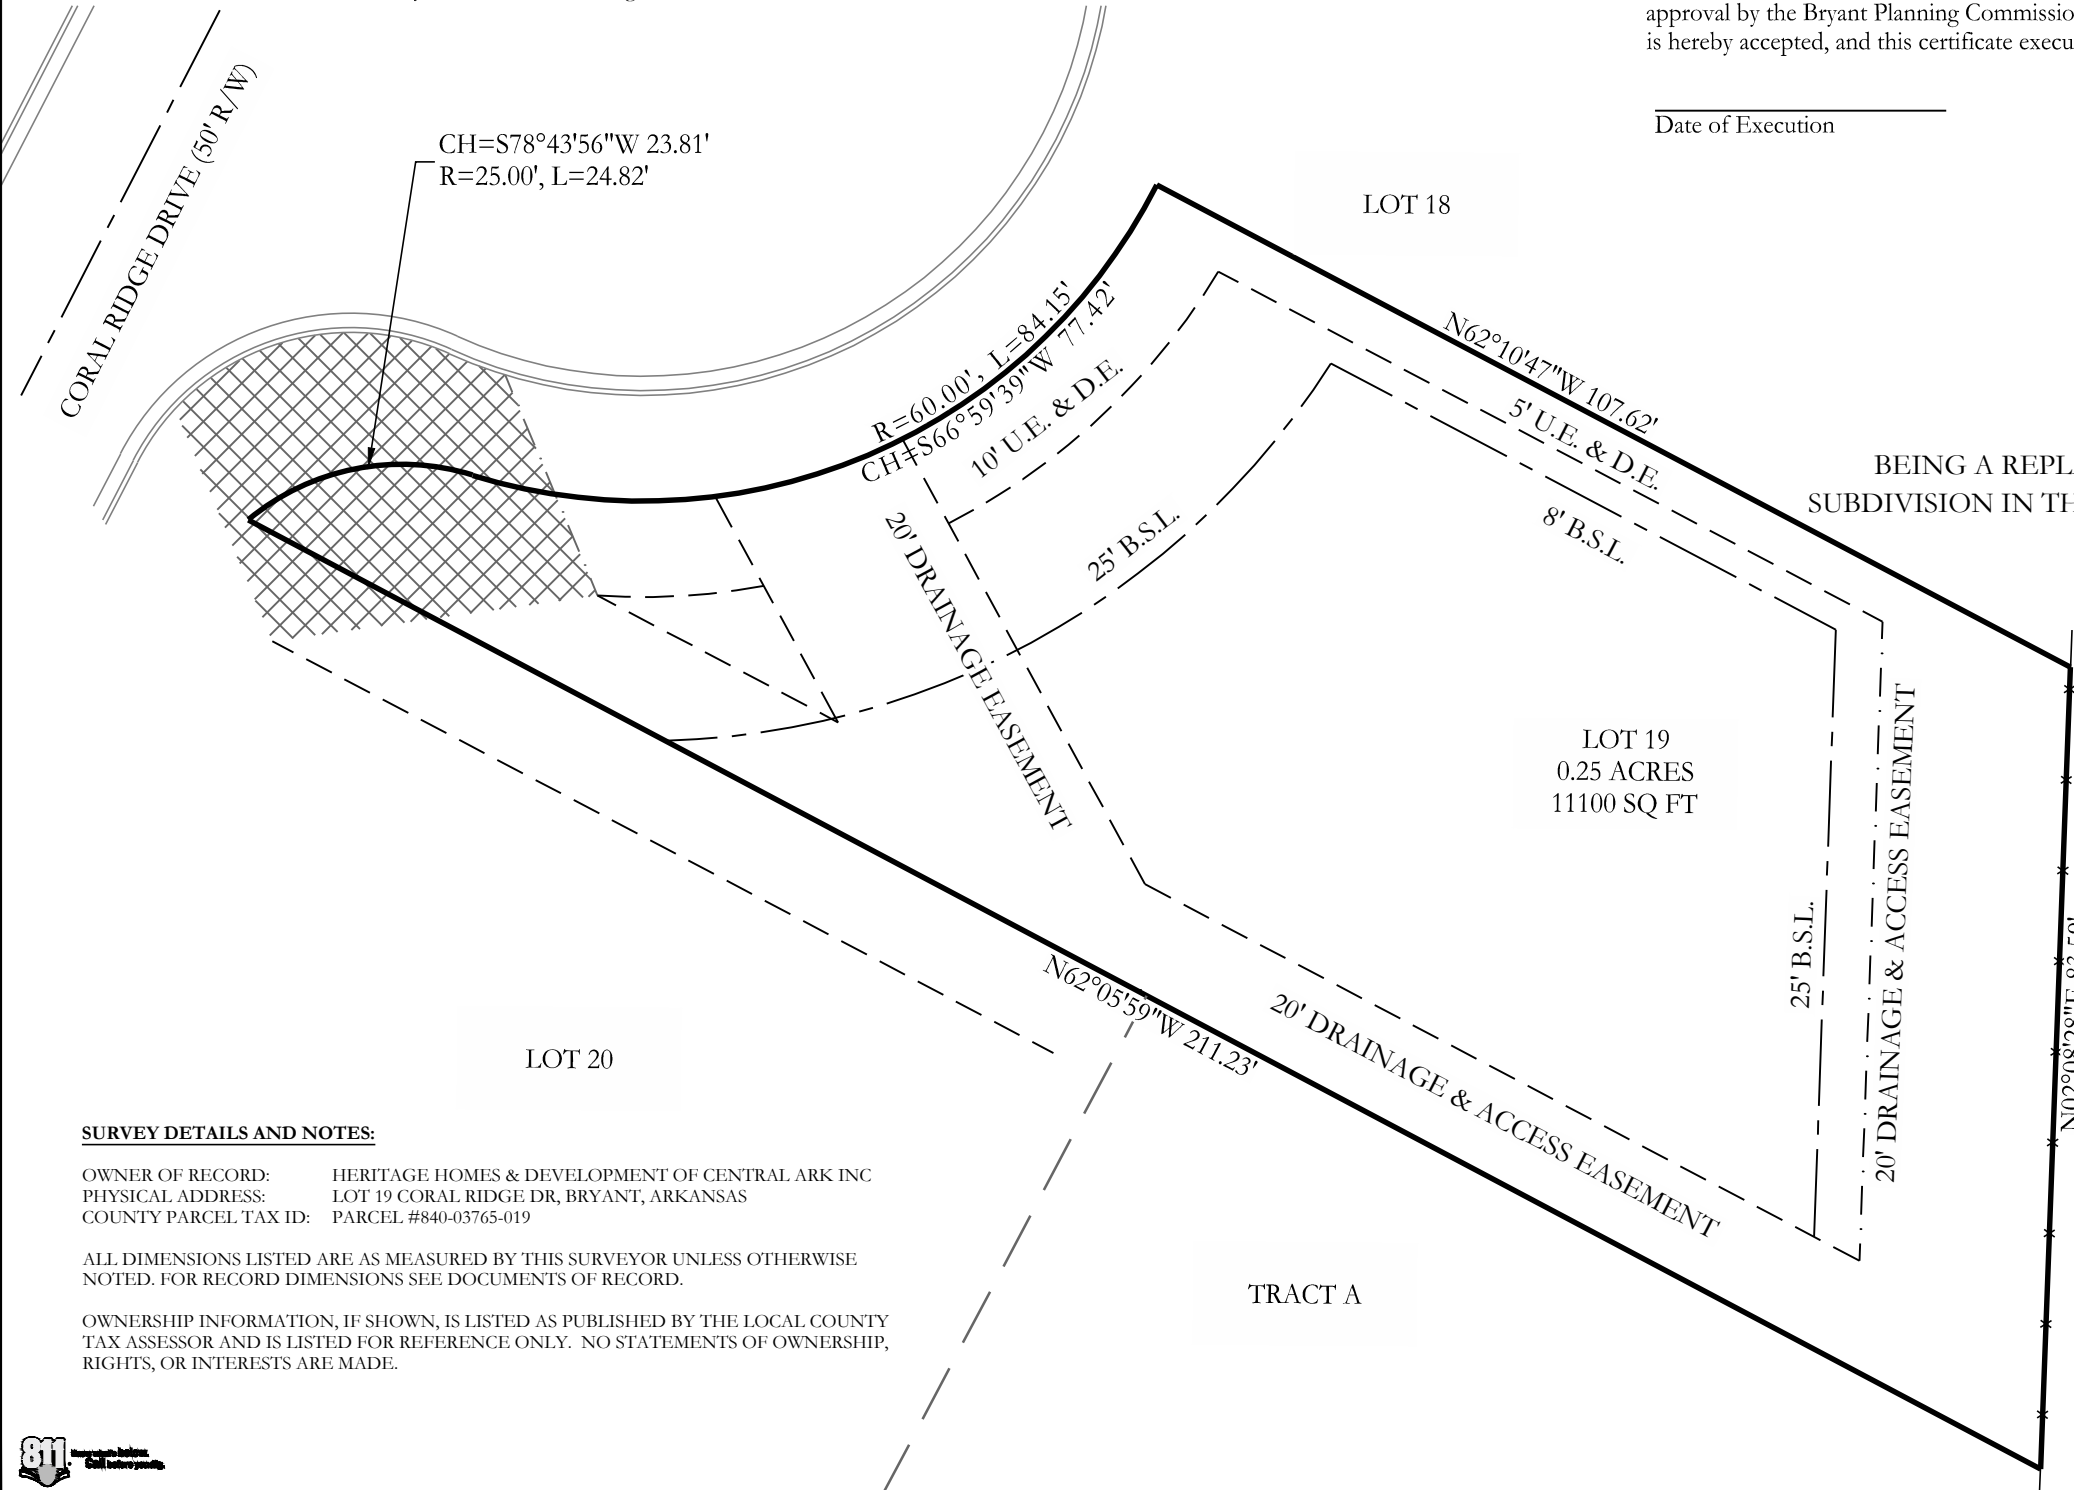 approval by the Bryant Planning Commissio
is hereby accepted, and this certificate execu
Date of Execution
CORAL RIDGE DRIVE (50' R/W)
CH=S78°43'56"W 23.81'
R=25.00', L=24.82'
LOT 18
R=60.00', L=84.15'
CH=S66°59'39"W 77.42'
10' U.E. & D.E.
N62°10'47"W 107.62'
5' U.E. & D.E.
8' B.S.L.
25' B.S.L.
BEING A REPL
SUBDIVISION IN TH
20' DRAINAGE EASEMENT
LOT 19
0.25 ACRES
11100 SQ FT
25' B.S.L.
20' DRAINAGE & ACCESS EASEMENT
N62°05'59"W 211.23'
20' DRAINAGE & ACCESS EASEMENT
LOT 20
TRACT A
SURVEY DETAILS AND NOTES:
OWNER OF RECORD: HERITAGE HOMES & DEVELOPMENT OF CENTRAL ARK INC
PHYSICAL ADDRESS: LOT 19 CORAL RIDGE DR, BRYANT, ARKANSAS
COUNTY PARCEL TAX ID: PARCEL #840-03765-019
ALL DIMENSIONS LISTED ARE AS MEASURED BY THIS SURVEYOR UNLESS OTHERWISE
NOTED. FOR RECORD DIMENSIONS SEE DOCUMENTS OF RECORD.
OWNERSHIP INFORMATION, IF SHOWN, IS LISTED AS PUBLISHED BY THE LOCAL COUNTY
TAX ASSESSOR AND IS LISTED FOR REFERENCE ONLY. NO STATEMENTS OF OWNERSHIP,
RIGHTS, OR INTERESTS ARE MADE.
811
below.
Call before you dig.